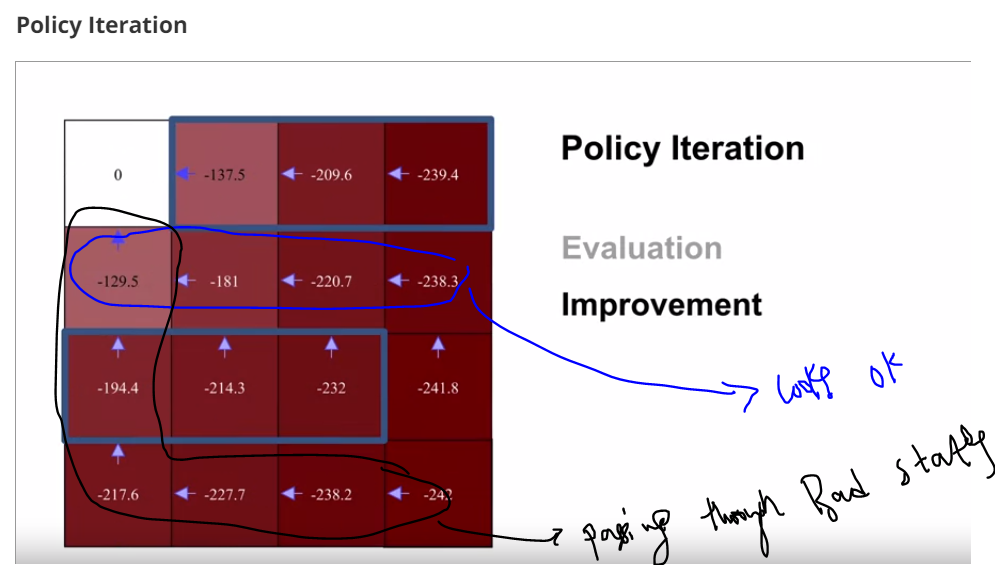 Policy Iteration
0 -137.5 -209.6 -239.4
Policy Iteration
-129.5 -181 -220.7 -238.3
Evaluation
Improvement
-194.4 -214.3 -232 -241.8
looks ok
-217.6 -227.7 -238.2 -242
passing through Bad states